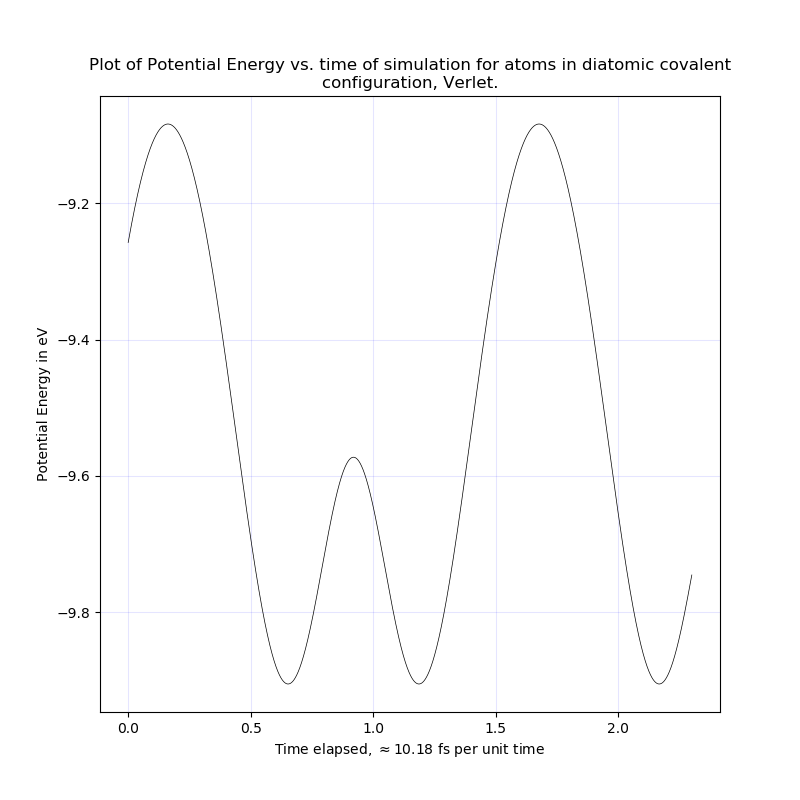 Plot of Potential Energy vs. time of simulation for atoms in diatomic covalent
configuration, Verlet.
−9.2
−9.4
−9.6
−9.8
Potential Energy in eV
0.0 0.5 1.0 1.5 2.0
Time elapsed, ≈ 10.18 fs per unit time